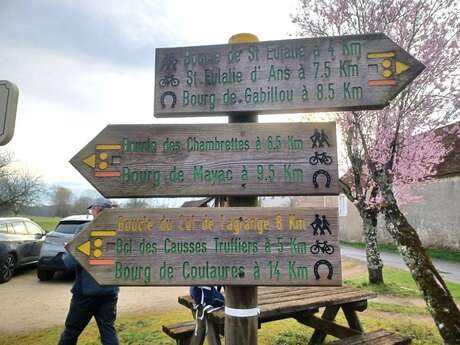 Boucle de St Eulalie à 4 Km
St Eulalie d' Ans à 7.5 Km
Bourg de Gabillou à 8.5 Km
Boucle des Chambrettes à 6.5 Km
Bourg de Mayac à 9.5 Km
Boucle du Col de Lagrange 8 Km
Bcl des Causses Truffiers à 5 Km
Bourg de Coulaures à 14 Km